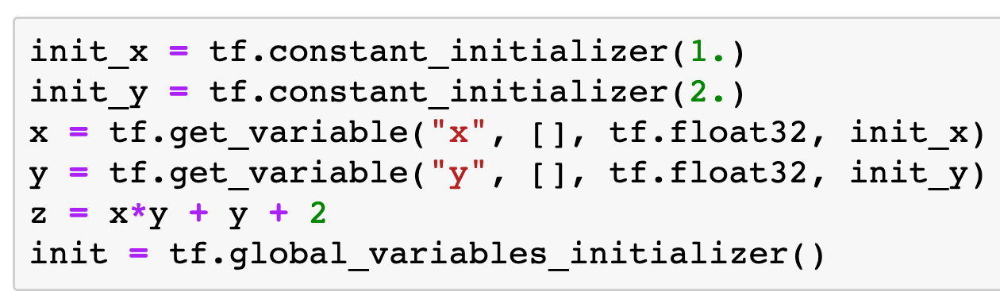 init_x = tf.constant_initializer(1.)
init_y = tf.constant_initializer(2.)
x = tf.get_variable("x", [], tf.float32, init_x)
y = tf.get_variable("y", [], tf.float32, init_y)
z = x*y + y + 2
init = tf.global_variables_initializer()